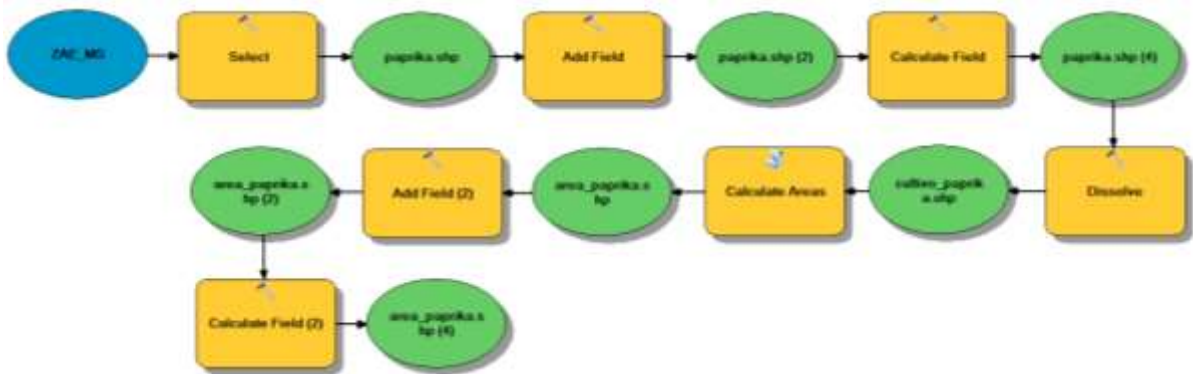 ZAE_MG
Select
paprika.shp
Add Field
paprika.shp (2)
Calculate Field
paprika.shp (4)
area_paprika.s
hp (2)
Add Field (2)
area_paprika.s
hp
Calculate Areas
cultivo_paprik
a.shp
Dissolve
Calculate Field (2)
area_paprika.s
hp (4)